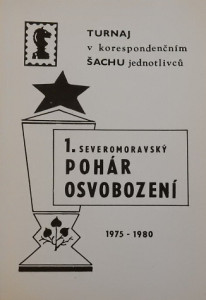 TURNAJ
v korespondenčním
ŠACHU jednotlivců
1. SEVEROMORAVSKÝ
POHÁR
OSVOBOZENÍ
1975 - 1980